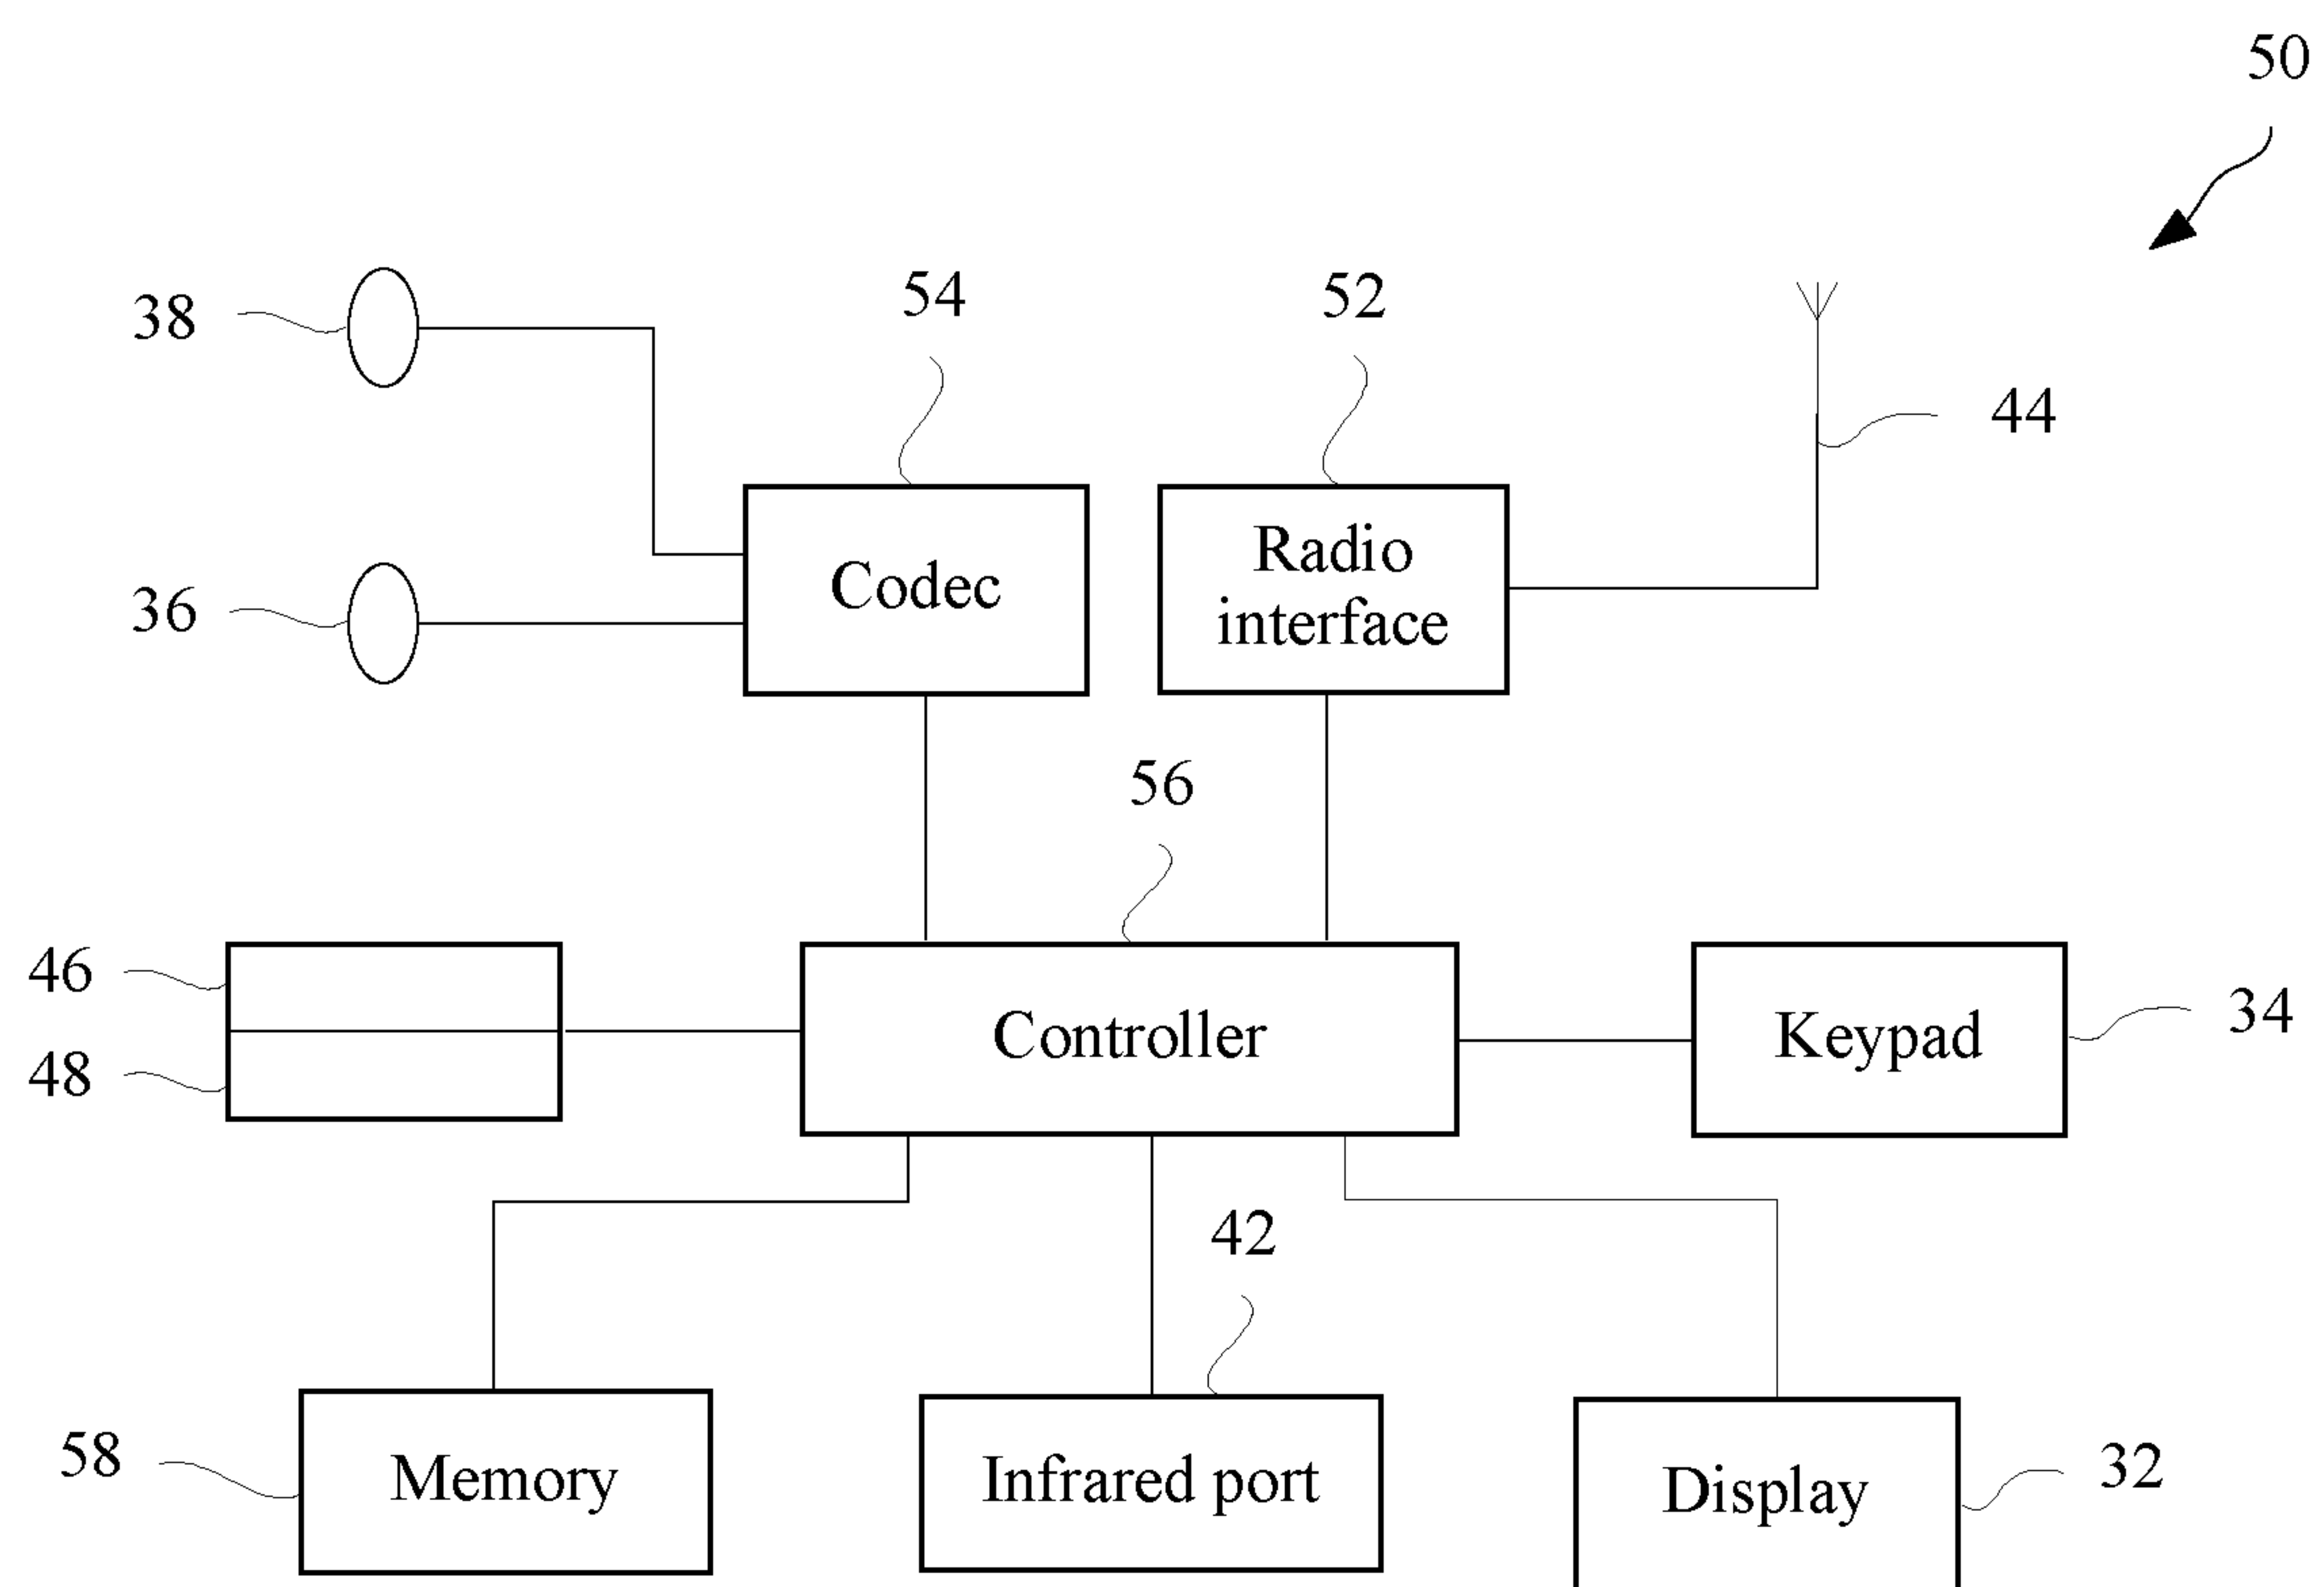 50
38
54
52
44
36
Codec
Radio
interface
56
46
48
Controller
Keypad
34
42
58
Memory
Infrared port
Display
32